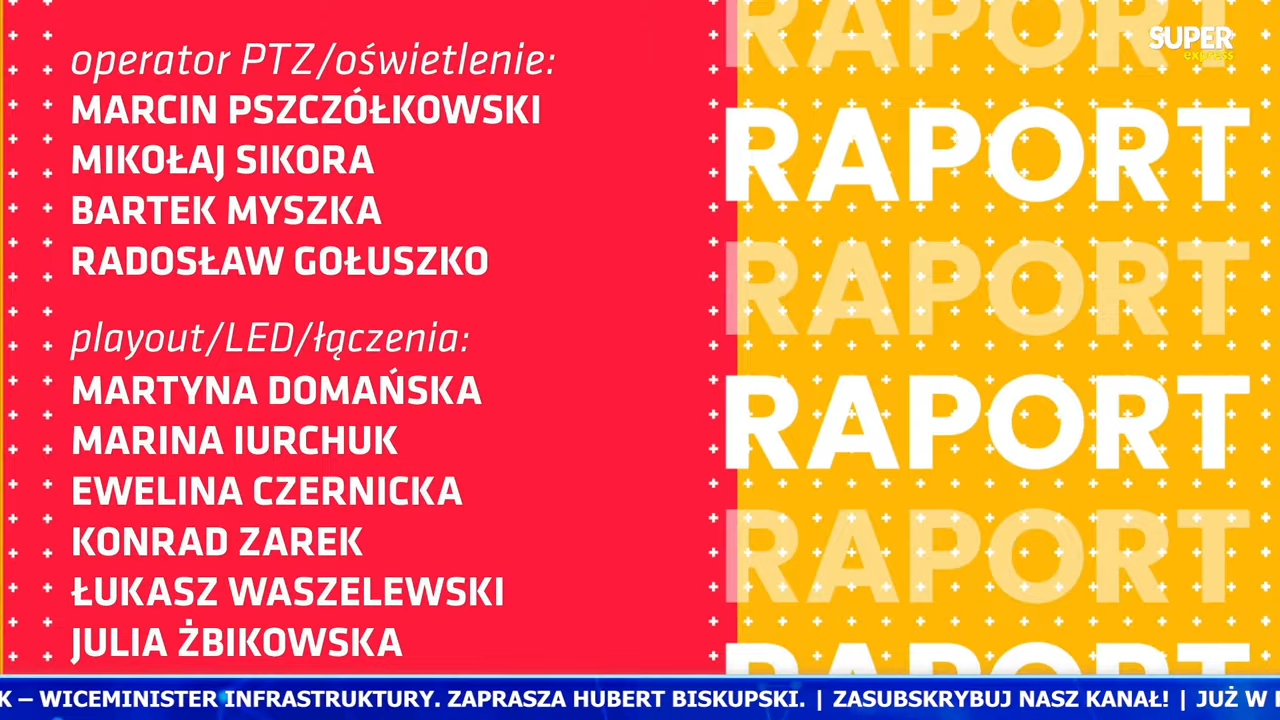 operator PTZ/oświetlenie:
MARCIN PSZCZÓŁKOWSKI
MIKOŁAJ SIKORA
BARTEK MYSZKA
RADOSŁAW GOŁUSZKO
playout/LED/łączenia:
MARTYNA DOMAŃSKA
MARINA IURCHUK
EWELINA CZERNICKA
KONRAD ZAREK
ŁUKASZ WASZELEWSKI
JULIA ŻBIKOWSKA
RAPORT
SUPER
express
RAPORT
RAPORT
RAPORT
RAPORT
RAPORT
K – WICEMINISTER INFRASTRUKTURY. ZAPRASZA HUBERT BISKUPSKI. | ZASUBSKRYBUJ NASZ KANAŁ! | JUŻ W